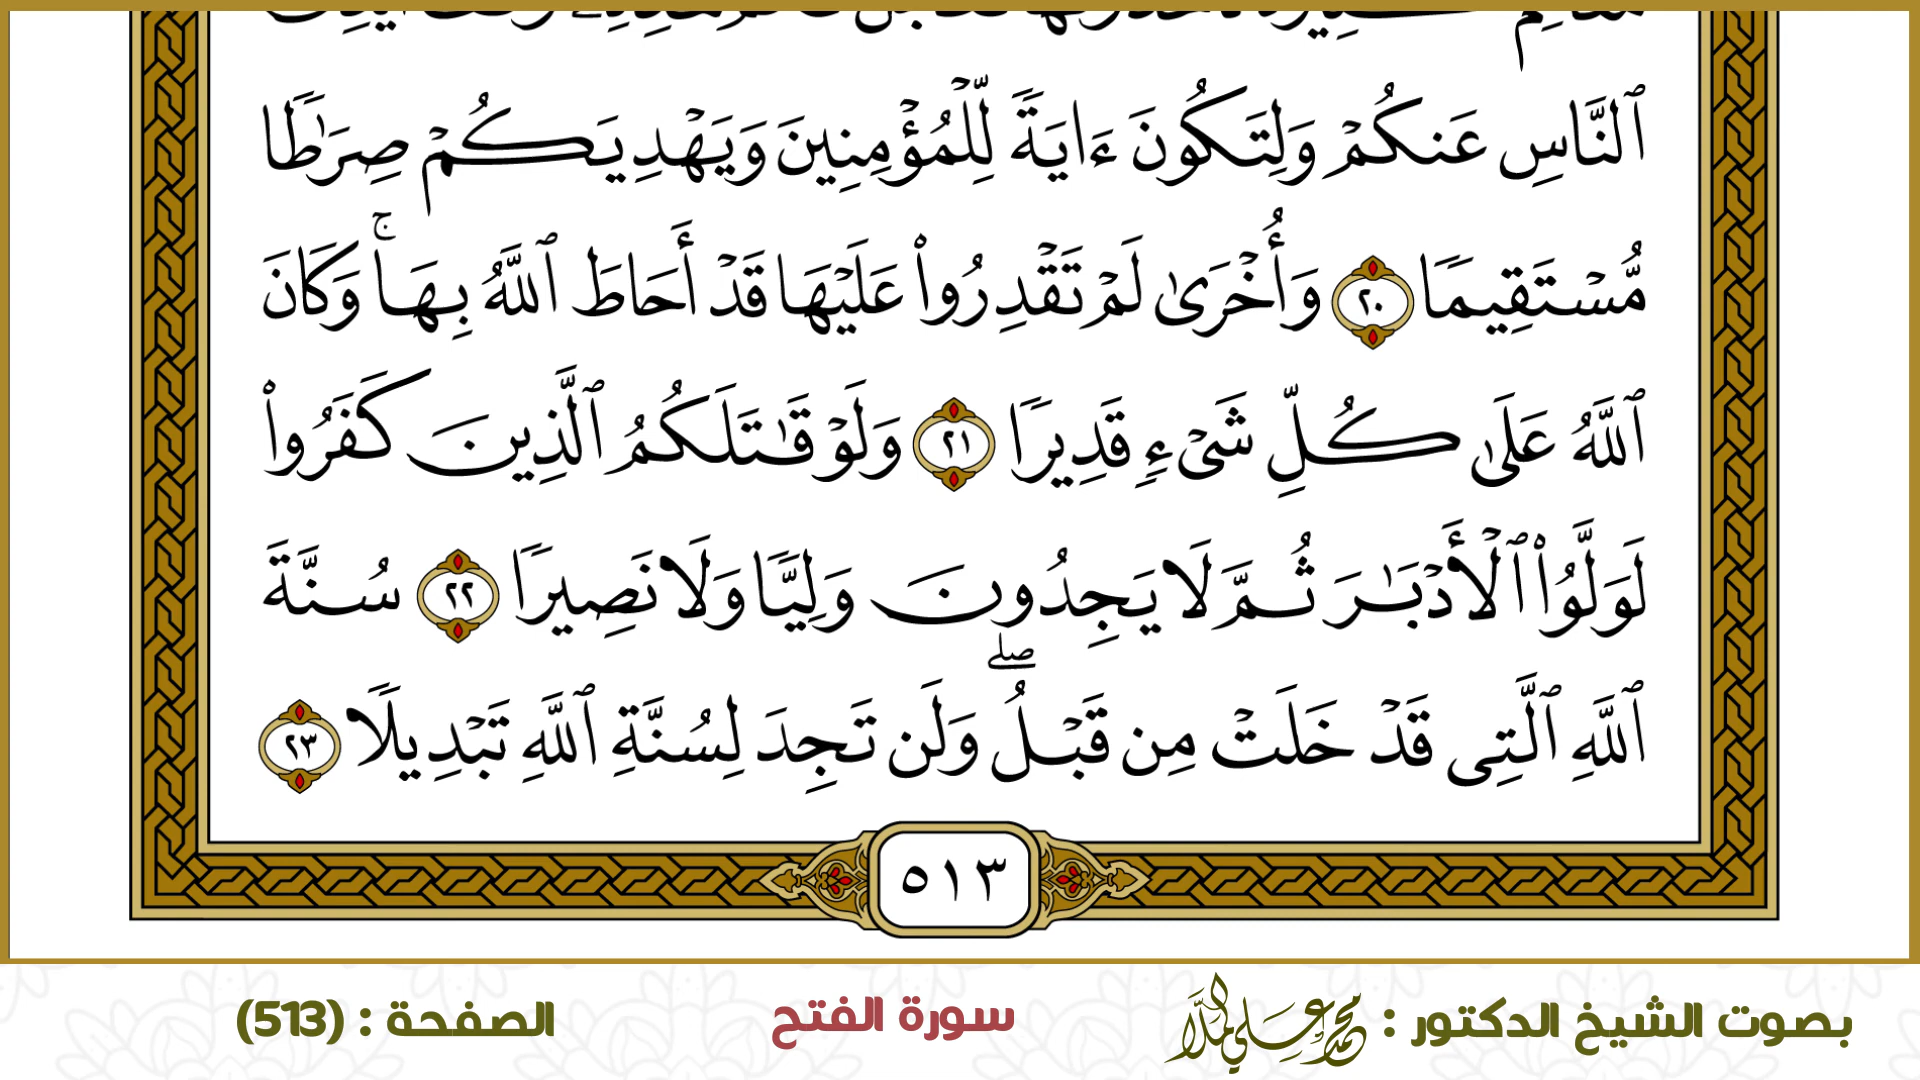 ٱلنَّاسِ عَنكُمۡ وَلِتَكُونَ ءَايَةٗ لِّلۡمُؤۡمِنِينَ وَيَهۡدِيَكُمۡ صِرَٰطٗا
مُّسۡتَقِيمٗا ٢٠ وَأُخۡرَىٰ لَمۡ تَقۡدِرُواْ عَلَيۡهَا قَدۡ أَحَاطَ ٱللَّهُ بِهَاۚ وَكَانَ
ٱللَّهُ عَلَىٰ كُلِّ شَيۡءٖ قَدِيرٗا ٢١ وَلَوۡ قَٰتَلَكُمُ ٱلَّذِينَ كَفَرُواْ
لَوَلَّوُاْ ٱلۡأَدۡبَٰرَ ثُمَّ لَا يَجِدُونَ وَلِيّٗا وَلَا نَصِيرٗا ٢٢ سُنَّةَ
ٱللَّهِ ٱلَّتِي قَدۡ خَلَتۡ مِن قَبۡلُۖ وَلَن تَجِدَ لِسُنَّةِ ٱللَّهِ تَبۡدِيلٗا ٢٣
٥١٣
بصوت الشيخ الدكتور : محمد علي الملا سورة الفتح الصفحة : (513)